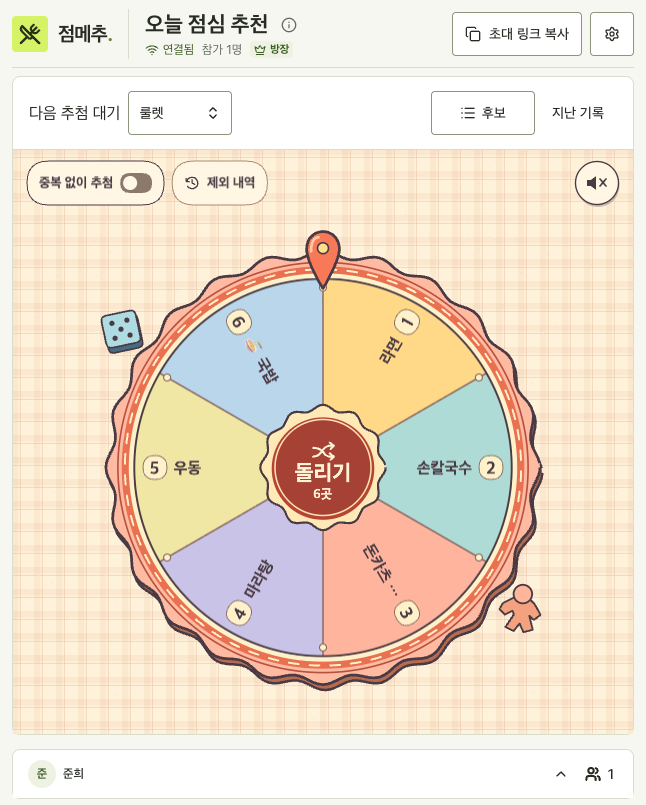 점메추.
오늘 점심 추천
연결됨 참가 1명 방장
초대 링크 복사
다음 추첨 대기
룰렛
후보
지난 기록
중복 없이 추첨
제외 내역
1 라면
2 손칼국수
3 돈카츠 …
4 마라탕
5 우동
6 국밥
돌리기
6곳
준 준희
1